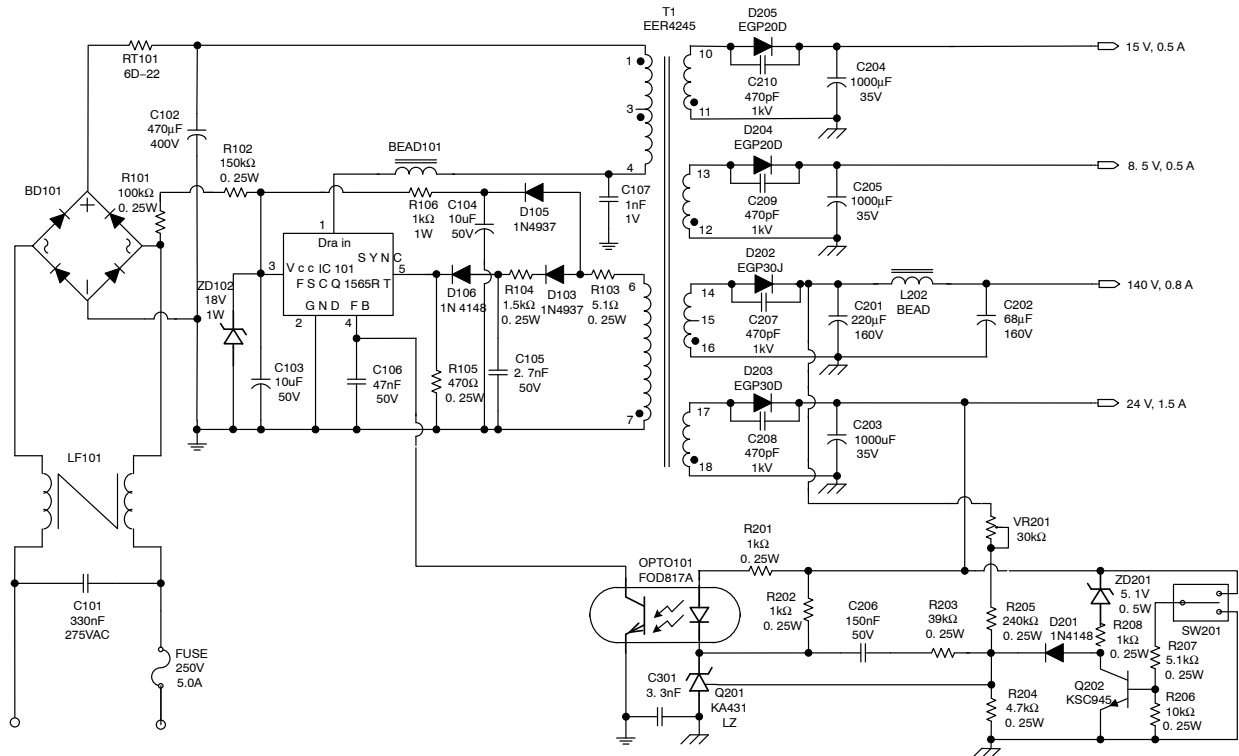 T1
EER4245
RT101
6D-22
C102
470µF
400V
R102
150kΩ
0. 25W
R101
100kΩ
0. 25W
BD101
BEAD101
1
3
4
R106
1kΩ
1W
C104
10uF
50V
D105
1N4937
C107
1nF
1V
1
Dra in
SYNC
3
Vcc IC 101
5
FSCQ 1565R T
GND FB
2
4
ZD102
18V
1W
D106
1N 4148
R104
1.5kΩ
0. 25W
D103
1N4937
R103
5.1Ω
0. 25W
6
7
C103
10uF
50V
C106
47nF
50V
R105
470Ω
0. 25W
C105
2. 7nF
50V
LF101
C101
330nF
275VAC
FUSE
250V
5.0A
D205
EGP20D
10
11
C210
470pF
1kV
C204
1000µF
35V
15 V, 0.5 A
D204
EGP20D
13
12
C209
470pF
1kV
C205
1000µF
35V
8. 5 V, 0.5 A
D202
EGP30J
14
15
16
C207
470pF
1kV
C201
220µF
160V
L202
BEAD
C202
68µF
160V
140 V, 0.8 A
D203
EGP30D
17
18
C208
470pF
1kV
C203
1000uF
35V
24 V, 1.5 A
VR201
30kΩ
OPTO101
FOD817A
R201
1kΩ
0. 25W
R202
1kΩ
0. 25W
C206
150nF
50V
R203
39kΩ
0. 25W
R205
240kΩ
0. 25W
D201
1N4148
ZD201
5. 1V
0. 5W
R208
1kΩ
0. 25W
SW201
R207
5.1kΩ
0. 25W
C301
3. 3nF
Q201
KA431
LZ
R204
4.7kΩ
0. 25W
Q202
KSC945
R206
10kΩ
0. 25W